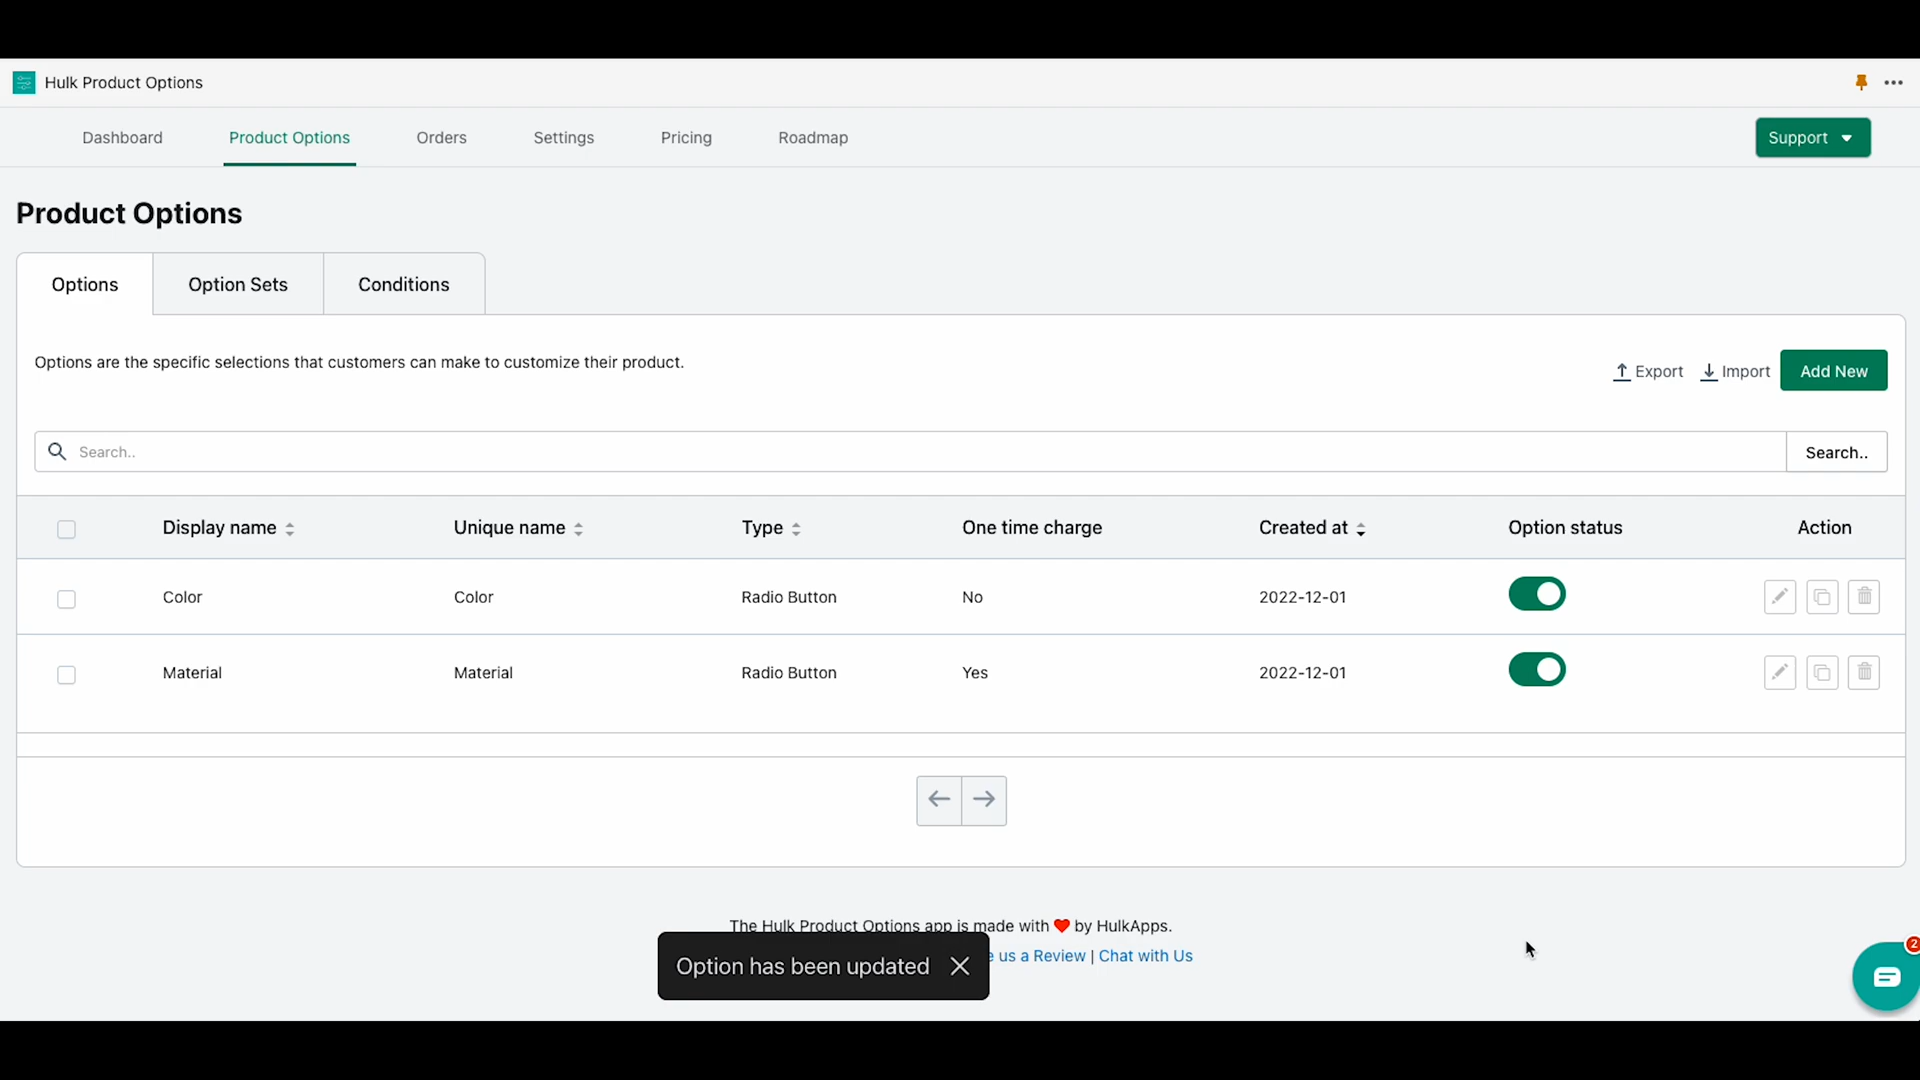 Hulk Product Options
Dashboard Product Options Orders Settings Pricing Roadmap Support
Product Options
Options Option Sets Conditions
Options are the specific selections that customers can make to customize their product.
Export Import Add New
Search.. Search..
Display name Unique name Type One time charge Created at Option status Action
Color Color Radio Button No 2022-12-01
Material Material Radio Button Yes 2022-12-01
The Hulk Product Options app is made with ❤ by HulkApps.
us a Review | Chat with Us
Option has been updated
2